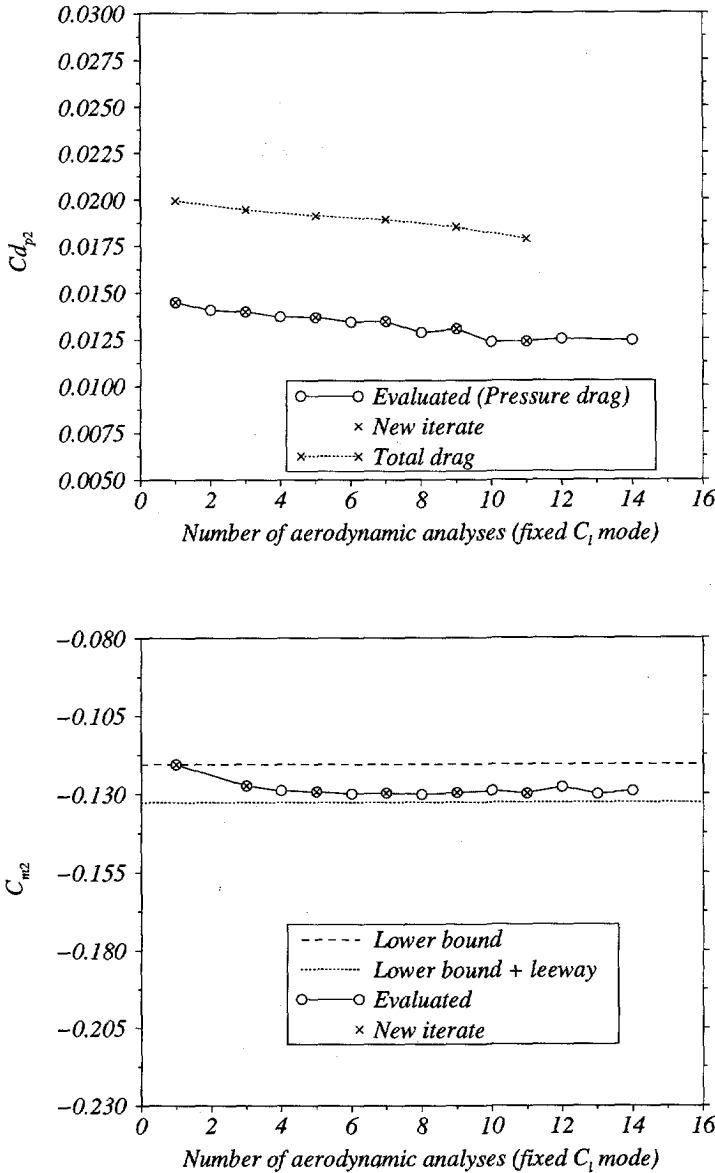 0.0300
0.0275
0.0250
0.0225
0.0200
0.0175
0.0150
0.0125
0.0100
0.0075
0.0050
Cd_p2
Evaluated (Pressure drag)
New iterate
Total drag
0 2 4 6 8 10 12 14 16
Number of aerodynamic analyses (fixed C_l mode)
−0.080
−0.105
−0.130
−0.155
−0.180
−0.205
−0.230
C_m2
Lower bound
Lower bound + leeway
Evaluated
New iterate
0 2 4 6 8 10 12 14 16
Number of aerodynamic analyses (fixed C_l mode)